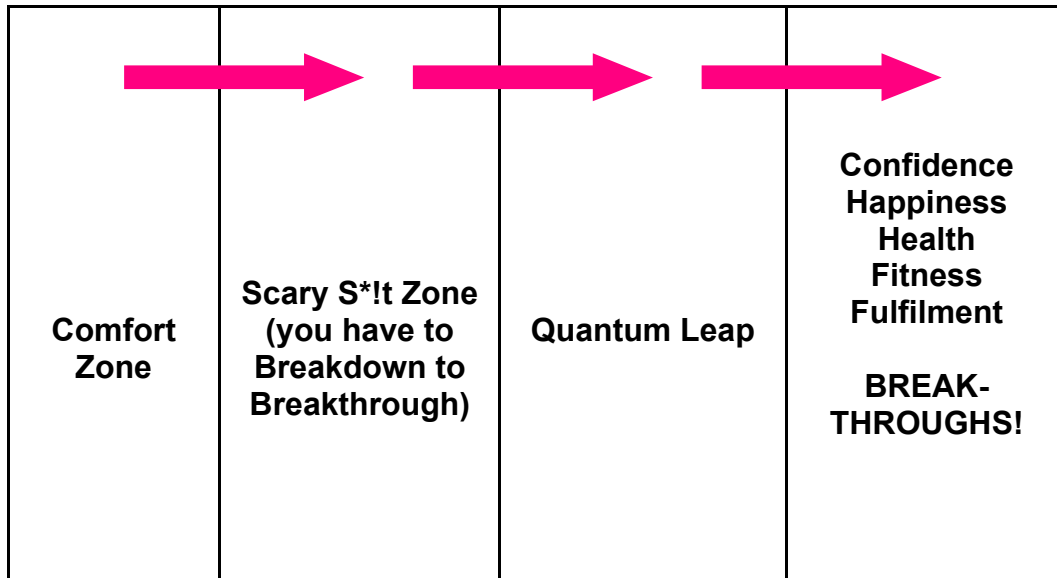 Comfort
Zone
Scary S*!t Zone
(you have to
Breakdown to
Breakthrough)
Quantum Leap
Confidence
Happiness
Health
Fitness
Fulfilment
BREAK-
THROUGHS!